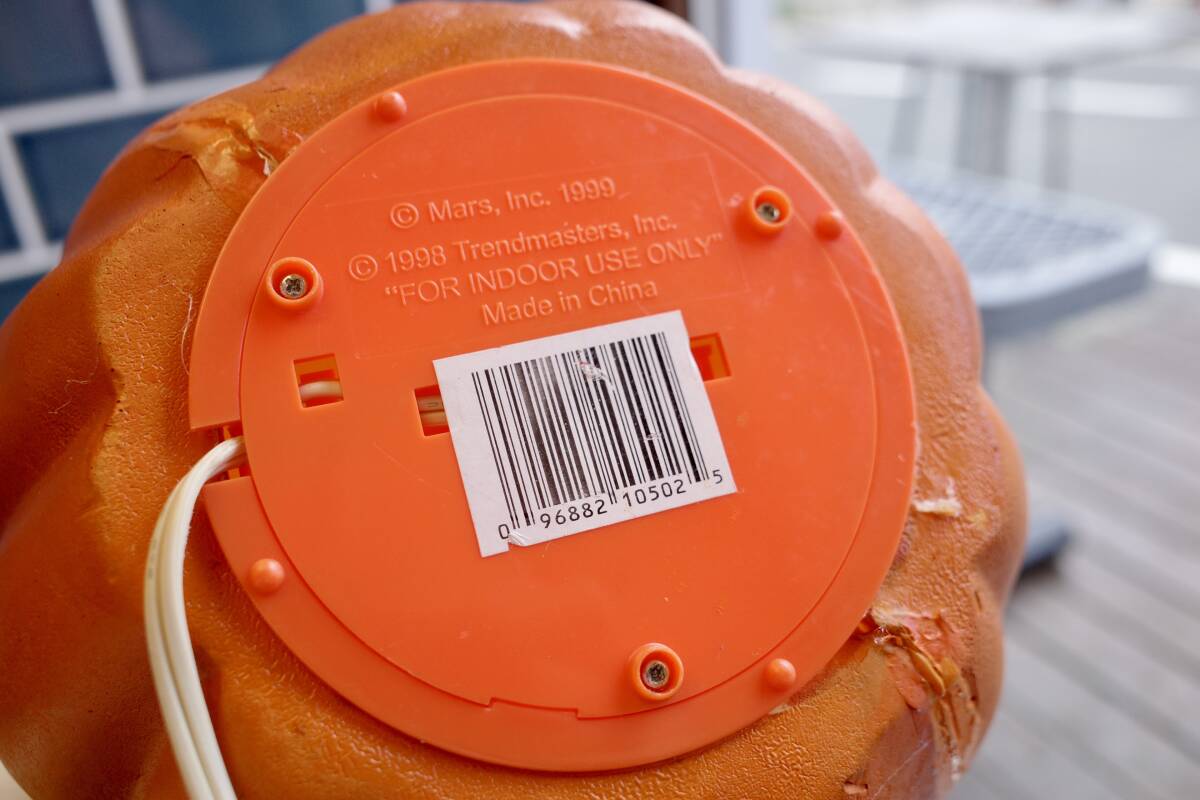 © Mars, Inc. 1999
© 1998 Trendmasters, Inc.
“FOR INDOOR USE ONLY”
Made in China
0 96882 10502 5